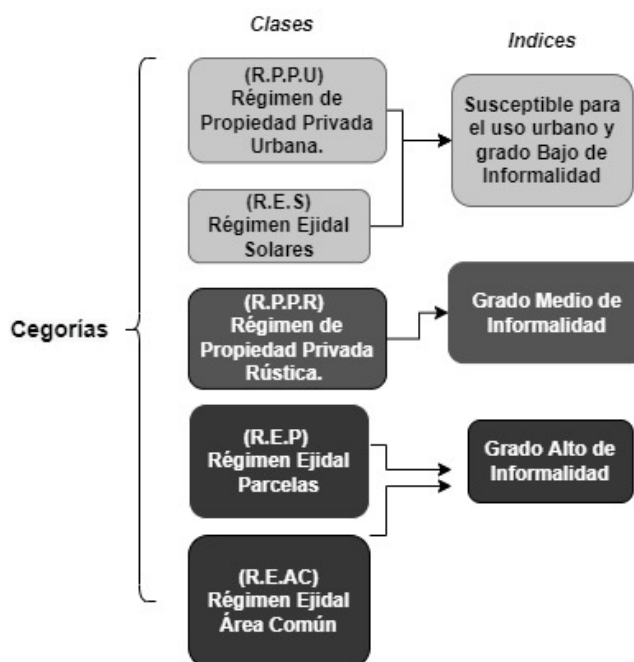 Clases
Indices
Cegorías
(R.P.P.U)
Régimen de
Propiedad Privada
Urbana.
(R.E.S)
Régimen Ejidal
Solares
Susceptible para
el uso urbano y
grado Bajo de
Informalidad
(R.P.P.R)
Régimen de
Propiedad Privada
Rústica.
Grado Medio de
Informalidad
(R.E.P)
Régimen Ejidal
Parcelas
(R.E.AC)
Régimen Ejidal
Área Común
Grado Alto de
Informalidad